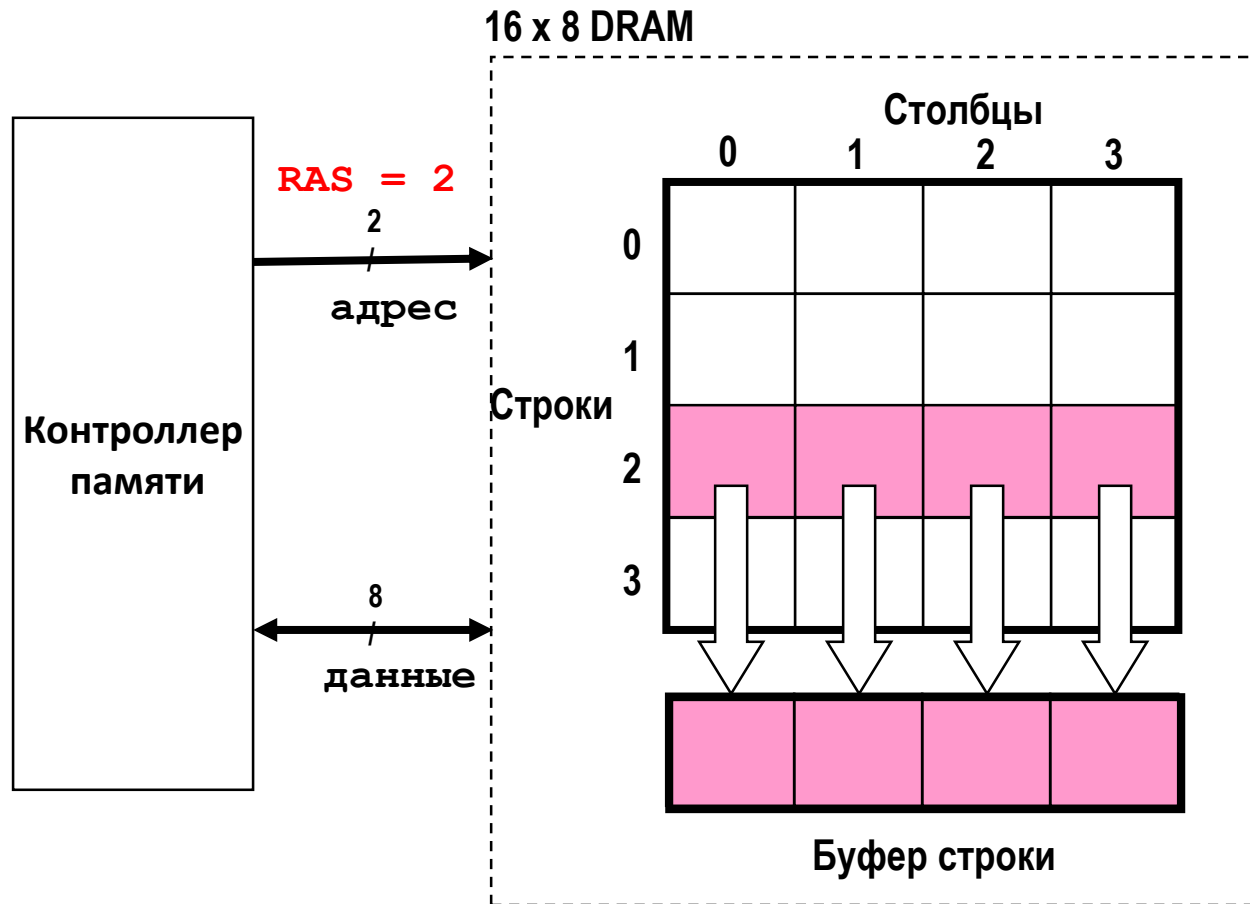 16 x 8 DRAM
Столбцы
0 1 2 3
RAS = 2
2
адрес
0
1
Строки
2
3
Контроллер
памяти
8
данные
Буфер строки